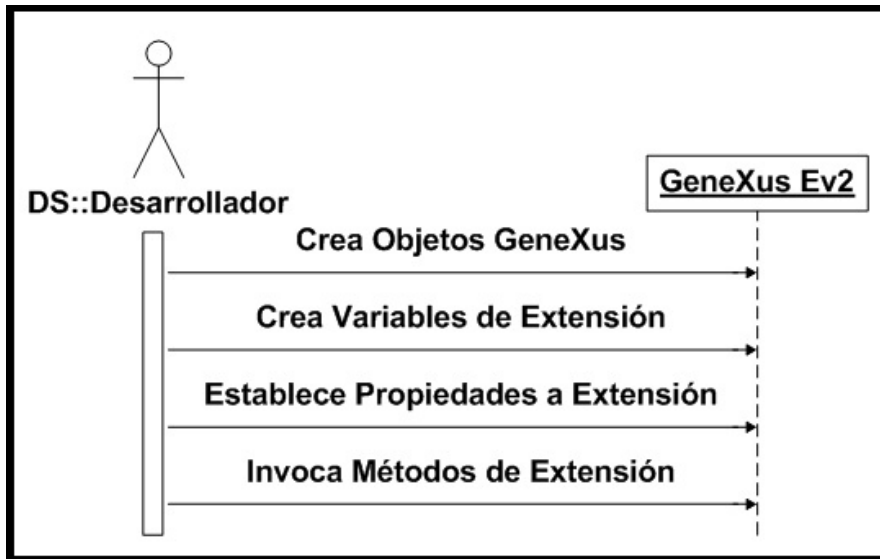 DS::Desarrollador
GeneXus Ev2
Crea Objetos GeneXus
Crea Variables de Extensión
Establece Propiedades a Extensión
Invoca Métodos de Extensión